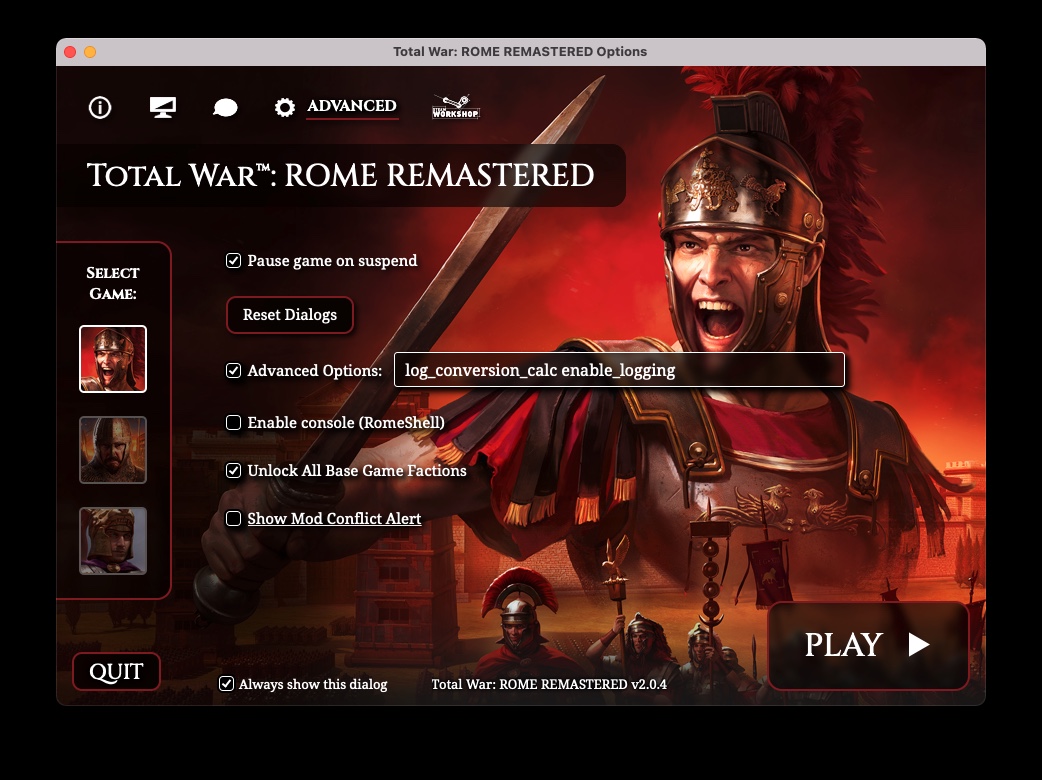 Total War: ROME REMASTERED Options
ADVANCED
STEAM
WORKSHOP
Total War™: ROME REMASTERED
Select
Game:
Pause game on suspend
Reset Dialogs
Advanced Options: log_conversion_calc enable_logging
Enable console (RomeShell)
Unlock All Base Game Factions
Show Mod Conflict Alert
QUIT
Always show this dialog
Total War: ROME REMASTERED v2.0.4
PLAY